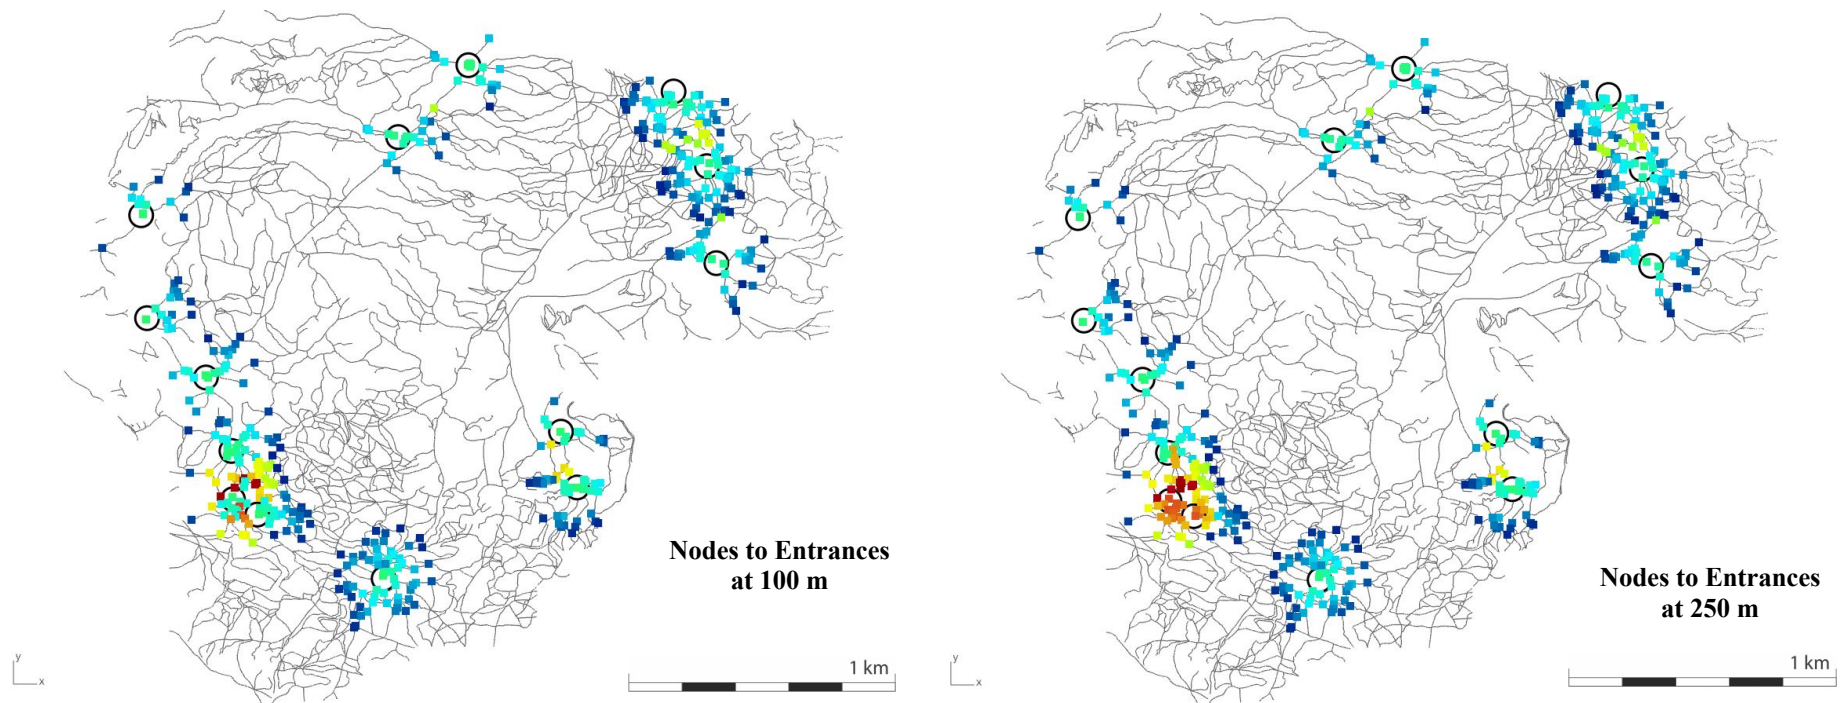 Nodes to Entrances
at 100 m
y
x
1 km
Nodes to Entrances
at 250 m
y
x
1 km